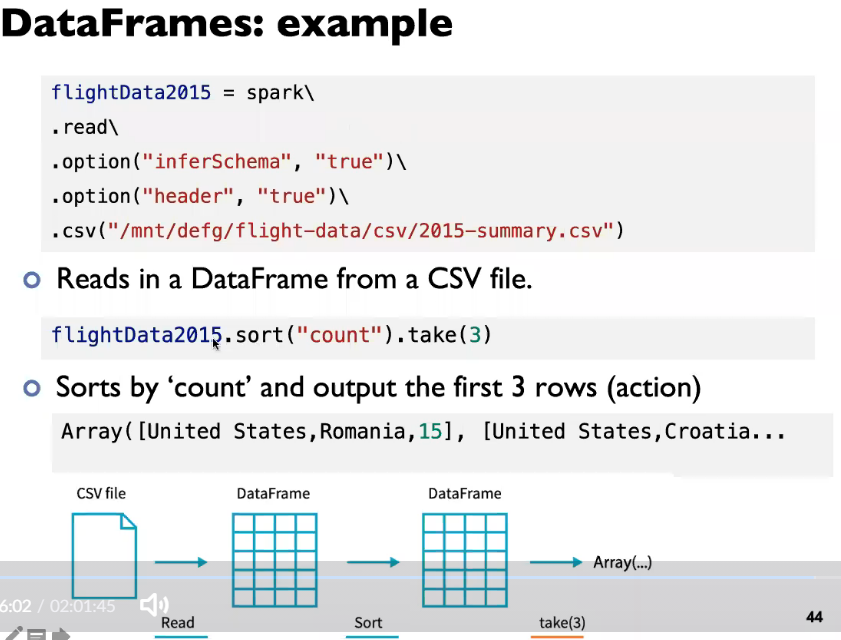 DataFrames: example
flightData2015 = spark\
.read\
.option("inferSchema", "true")\
.option("header", "true")\
.csv("/mnt/defg/flight-data/csv/2015-summary.csv")
Reads in a DataFrame from a CSV file.
flightData2015.sort("count").take(3)
Sorts by ‘count’ and output the first 3 rows (action)
Array([United States,Romania,15], [United States,Croatia...
CSV file DataFrame DataFrame
Array(...)
6:02 / 02:01:45
Read Sort take(3)
44